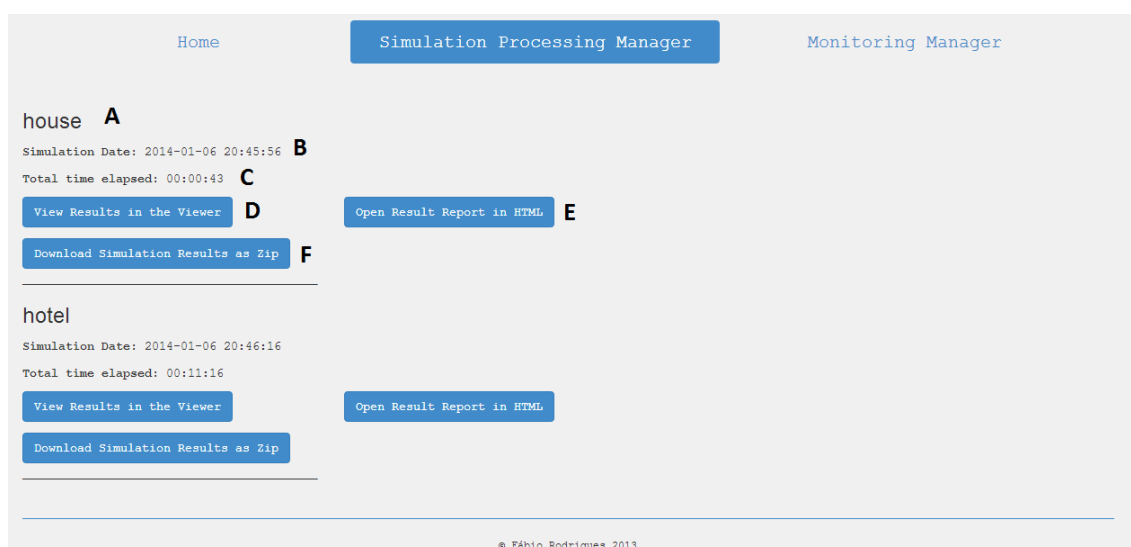 Home Simulation Processing Manager Monitoring Manager
house A
Simulation Date: 2014-01-06 20:45:56 B
Total time elapsed: 00:00:43 C
View Results in the Viewer D Open Result Report in HTML E
Download Simulation Results as Zip F
hotel
Simulation Date: 2014-01-06 20:46:16
Total time elapsed: 00:11:16
View Results in the Viewer Open Result Report in HTML
Download Simulation Results as Zip
© Fábio Rodrigues 2013